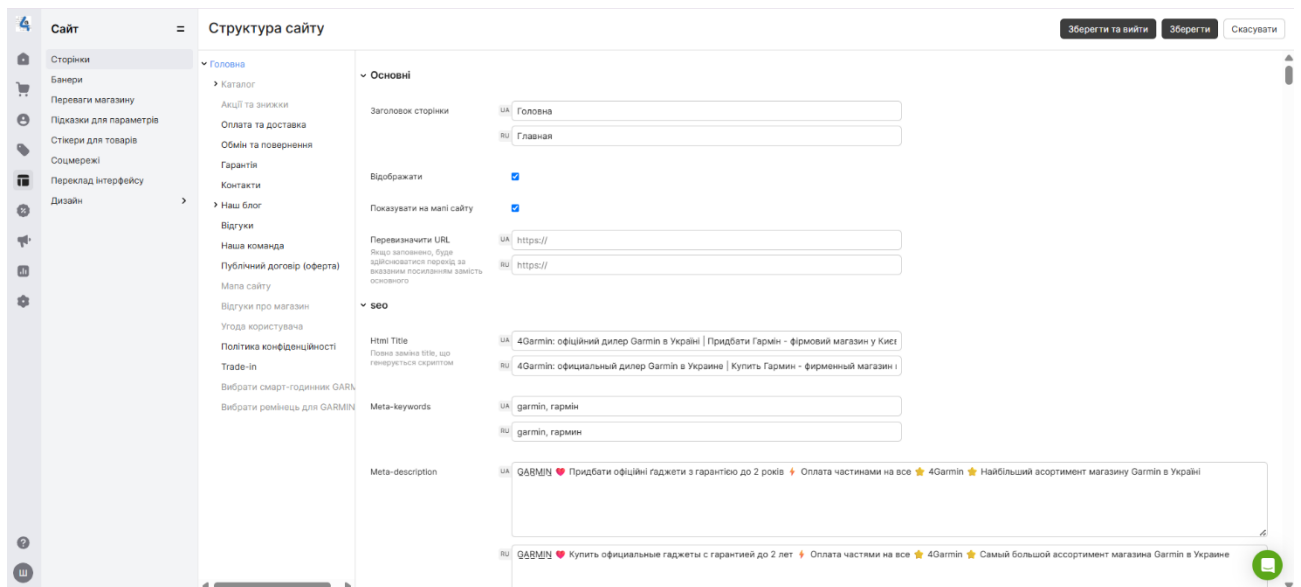 4
Сайт
Структура сайту
Зберегти та вийти
Зберегти
Скасувати
Сторінки
Банери
Переваги магазину
Підказки для параметрів
Стікери для товарів
Соцмережі
Переклад інтерфейсу
Дизайн
Головна
Каталог
Акції та знижки
Оплата та доставка
Обмін та повернення
Гарантія
Контакти
Наш блог
Відгуки
Наша команда
Публічний договір (оферта)
Мапа сайту
Відгуки про магазин
Угода користувача
Політика конфіденційності
Trade-in
Вибрати смарт-годинник GARM
Вибрати ремінець для GARMIN
Основні
Заголовок сторінки
UA Головна
RU Главная
Відображати
Показувати на мапі сайту
Перевизначити URL
Якщо заповнено, буде
здійснюватися перехід за
вказаним посиланням замість
основного
UA https://
RU https://
seo
Html Title
Повна заміна title, що
генерується скриптом
UA 4Garmin: офіційний дилер Garmin в Україні | Придбати Гармін - фірмовий магазин у Києв
RU 4Garmin: официальный дилер Garmin в Украине | Купить Гармин - фирменный магазин
Meta-keywords
UA garmin, гармін
RU garmin, гармин
Meta-description
UA GARMIN ❤️ Придбати офіційні ґаджети з гарантією до 2 років ⚡ Оплата частинами на все ⭐ 4Garmin ⭐ Найбільший асортимент магазину Garmin в Україні
RU GARMIN ❤️ Купить официальные гаджеты с гарантией до 2 лет ⚡ Оплата частями на все ⭐ 4Garmin ⭐ Самый большой ассортимент магазина Garmin в Украине
Ш